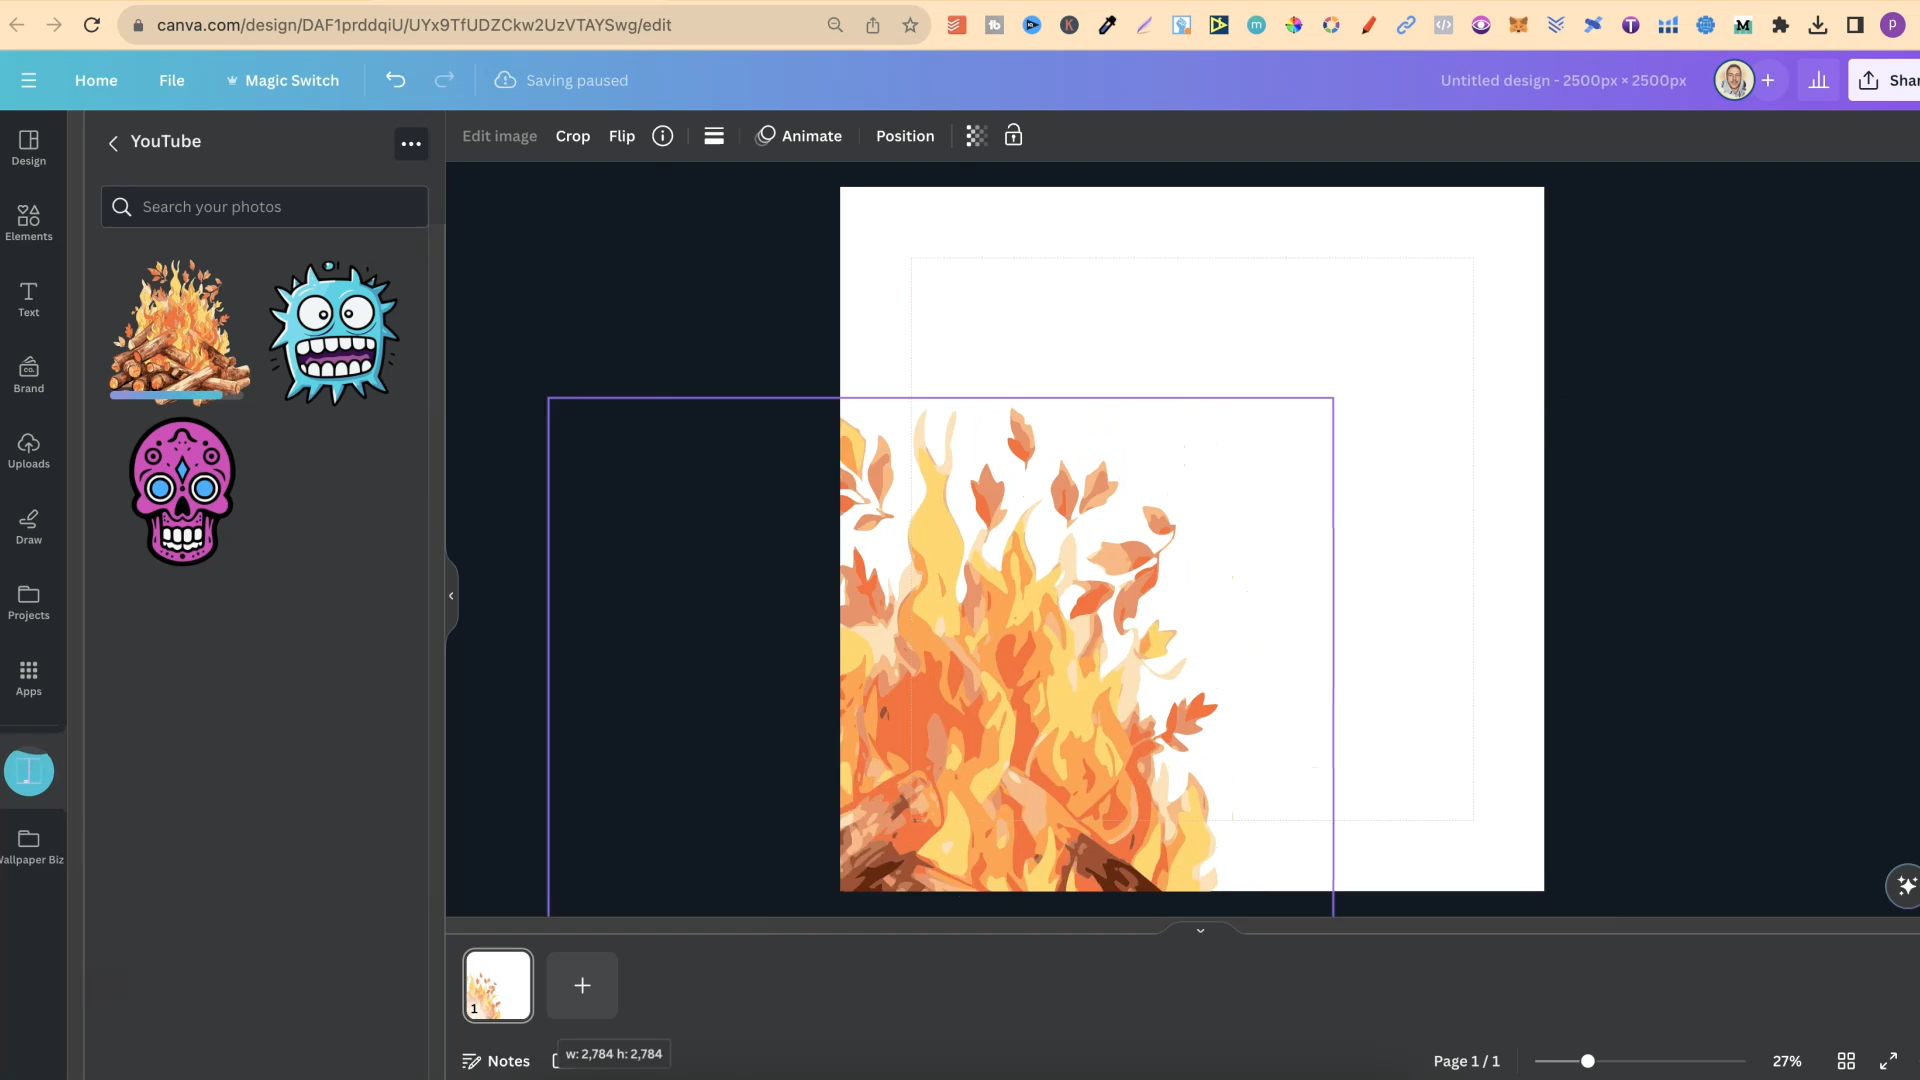 canva.com/design/DAF1prddqiU/UYx9TfUDZCkw2UzVTAYSwg/edit
Home
File
Magic Switch
Saving paused
Untitled design - 2500px × 2500px
Shar
Design
Elements
Text
Brand
Uploads
Draw
Projects
Apps
Wallpaper Biz
YouTube
Search your photos
Edit image
Crop
Flip
Animate
Position
1
Notes
w: 2,784 h: 2,784
Page 1 / 1
27%